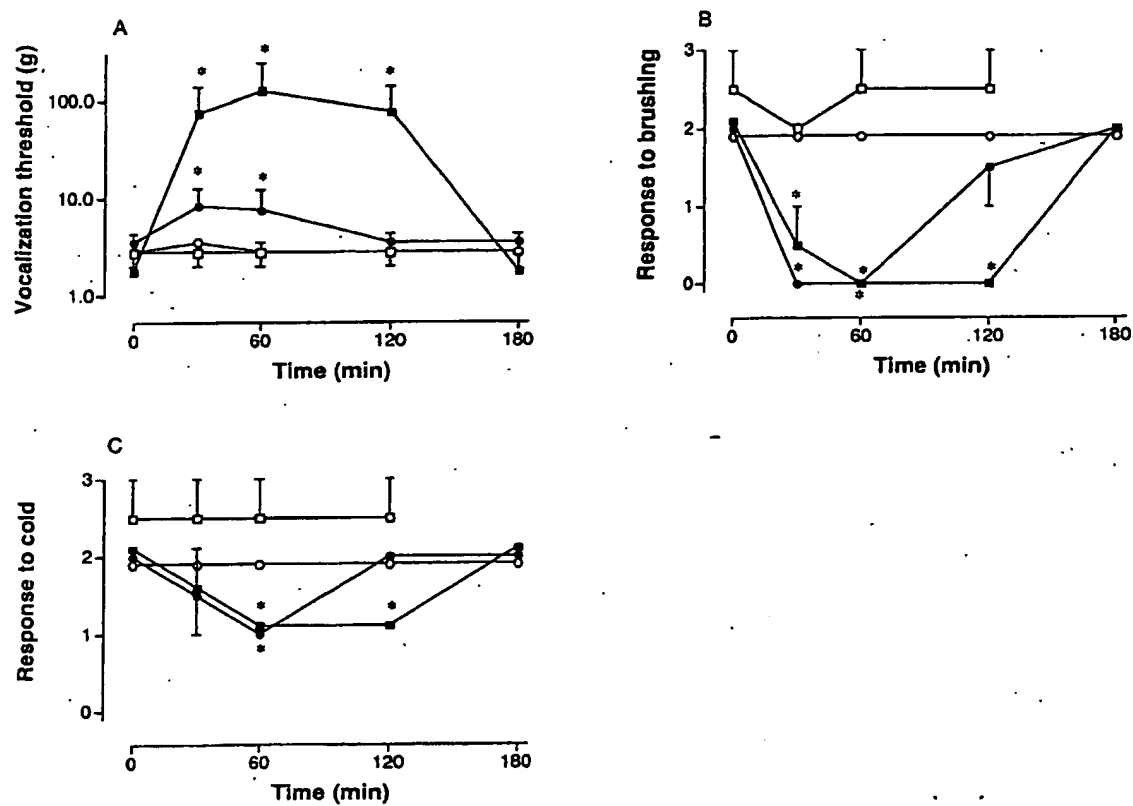 A
Vocalization threshold (g)
100.0
10.0
1.0
* * *
* *
0 60 120 180
Time (min)
B
Response to brushing
3
2
1
0
*
* * *
*
0 60 120 180
Time (min)
C
Response to cold
3
2
1
0
* *
*
0 60 120 180
Time (min)